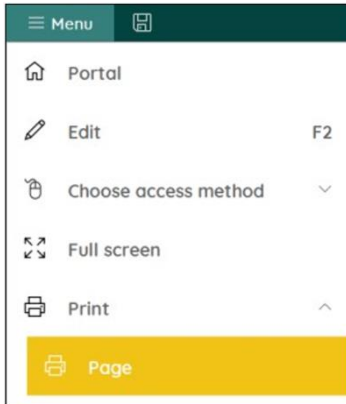 Menu
Portal
Edit F2
Choose access method
Full screen
Print
Page